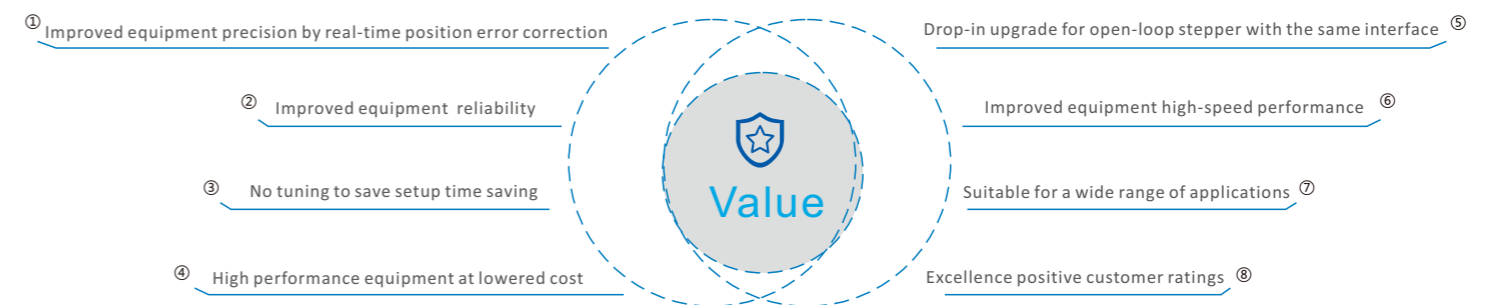 ① Improved equipment precision by real-time position error correction
② Improved equipment reliability
③ No tuning to save setup time saving
④ High performance equipment at lowered cost
Value
Drop-in upgrade for open-loop stepper with the same interface ⑤
Improved equipment high-speed performance ⑥
Suitable for a wide range of applications ⑦
Excellence positive customer ratings ⑧